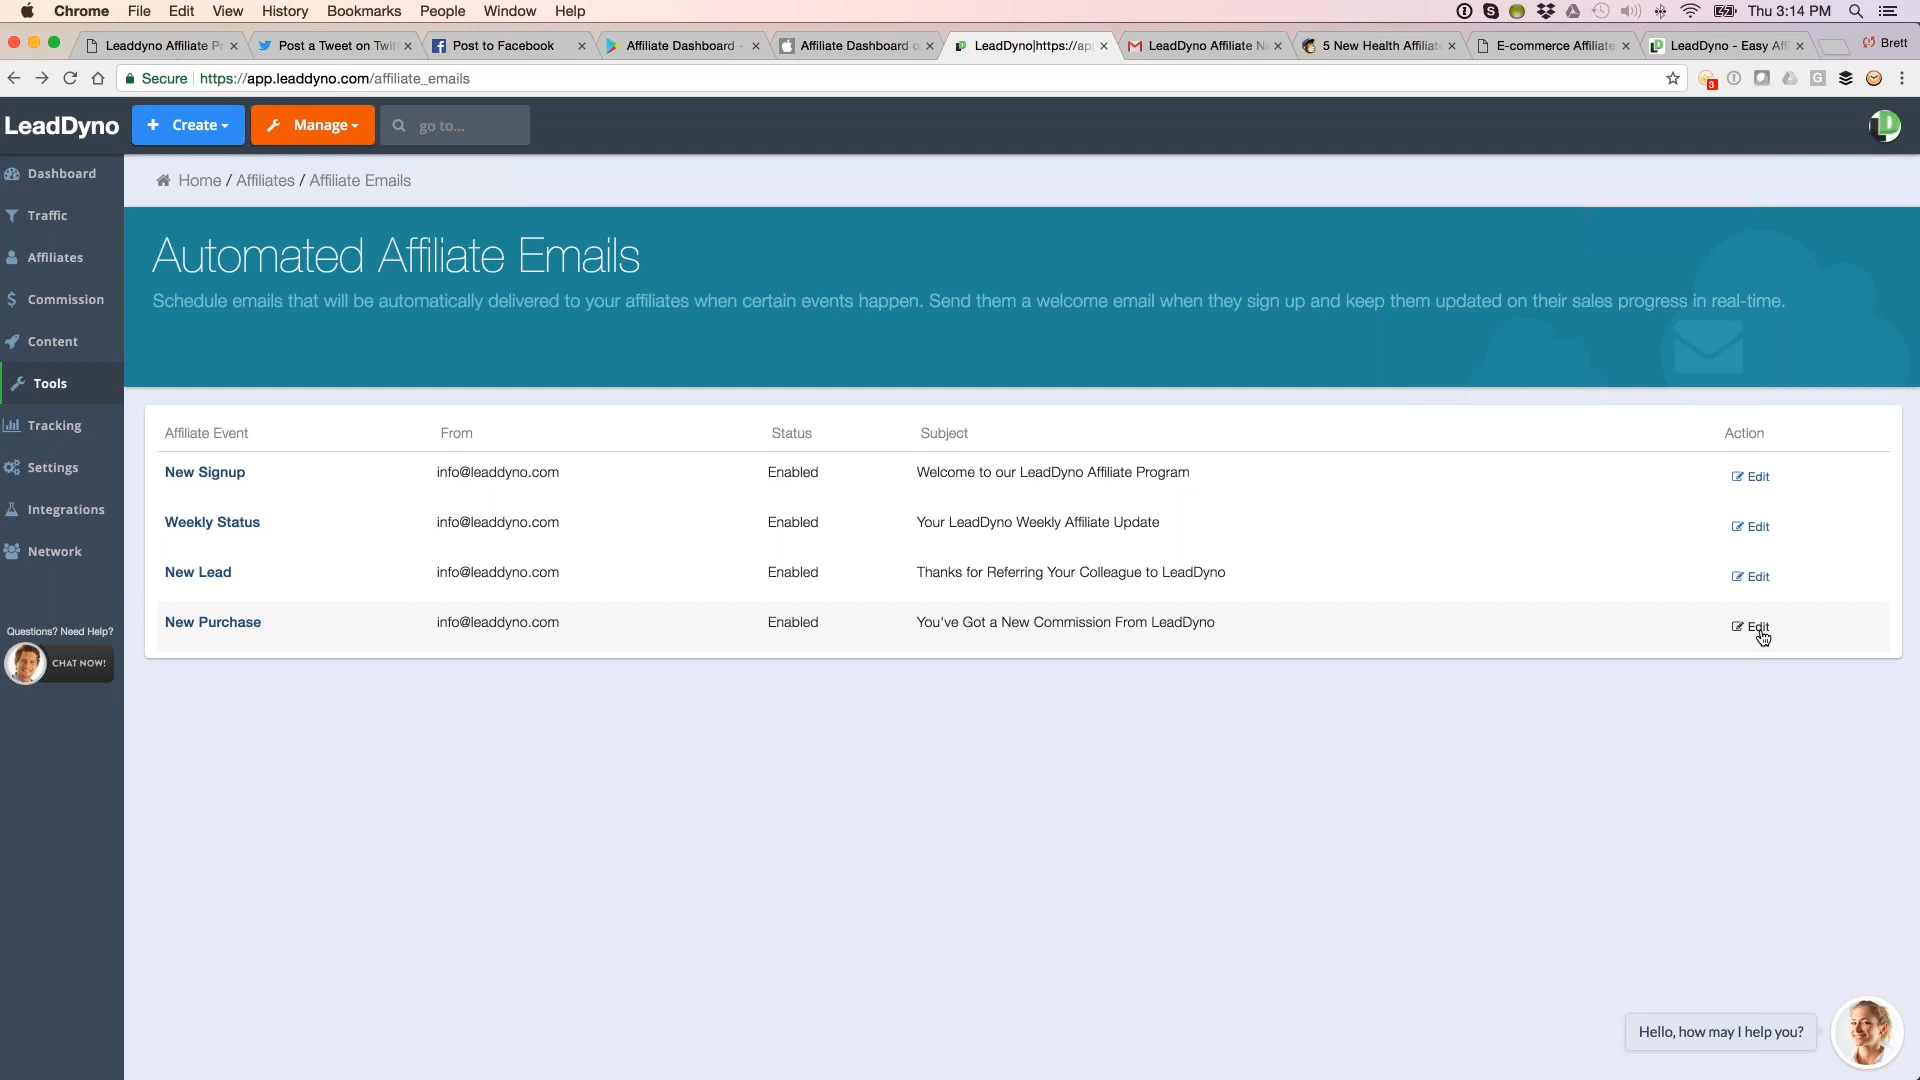 Chrome File Edit View History Bookmarks People Window Help Thu 3:14 PM
Leaddyno Affiliate P Post a Tweet on Twit Post to Facebook Affiliate Dashboard - Affiliate Dashboard o LeadDyno|https://app LeadDyno Affiliate N 5 New Health Affiliate E-commerce Affiliate LeadDyno - Easy Aff Brett
Secure https://app.leaddyno.com/affiliate_emails 3
LeadDyno + Create Manage go to...
Dashboard
Traffic
Affiliates
Commission
Content
Tools
Tracking
Settings
Integrations
Network
Questions? Need Help?
CHAT NOW!
Home / Affiliates / Affiliate Emails
Automated Affiliate Emails
Schedule emails that will be automatically delivered to your affiliates when certain events happen. Send them a welcome email when they sign up and keep them updated on their sales progress in real-time.
Affiliate Event From Status Subject Action
New Signup info@leaddyno.com Enabled Welcome to our LeadDyno Affiliate Program Edit
Weekly Status info@leaddyno.com Enabled Your LeadDyno Weekly Affiliate Update Edit
New Lead info@leaddyno.com Enabled Thanks for Referring Your Colleague to LeadDyno Edit
New Purchase info@leaddyno.com Enabled You've Got a New Commission From LeadDyno Edit
Hello, how may I help you?